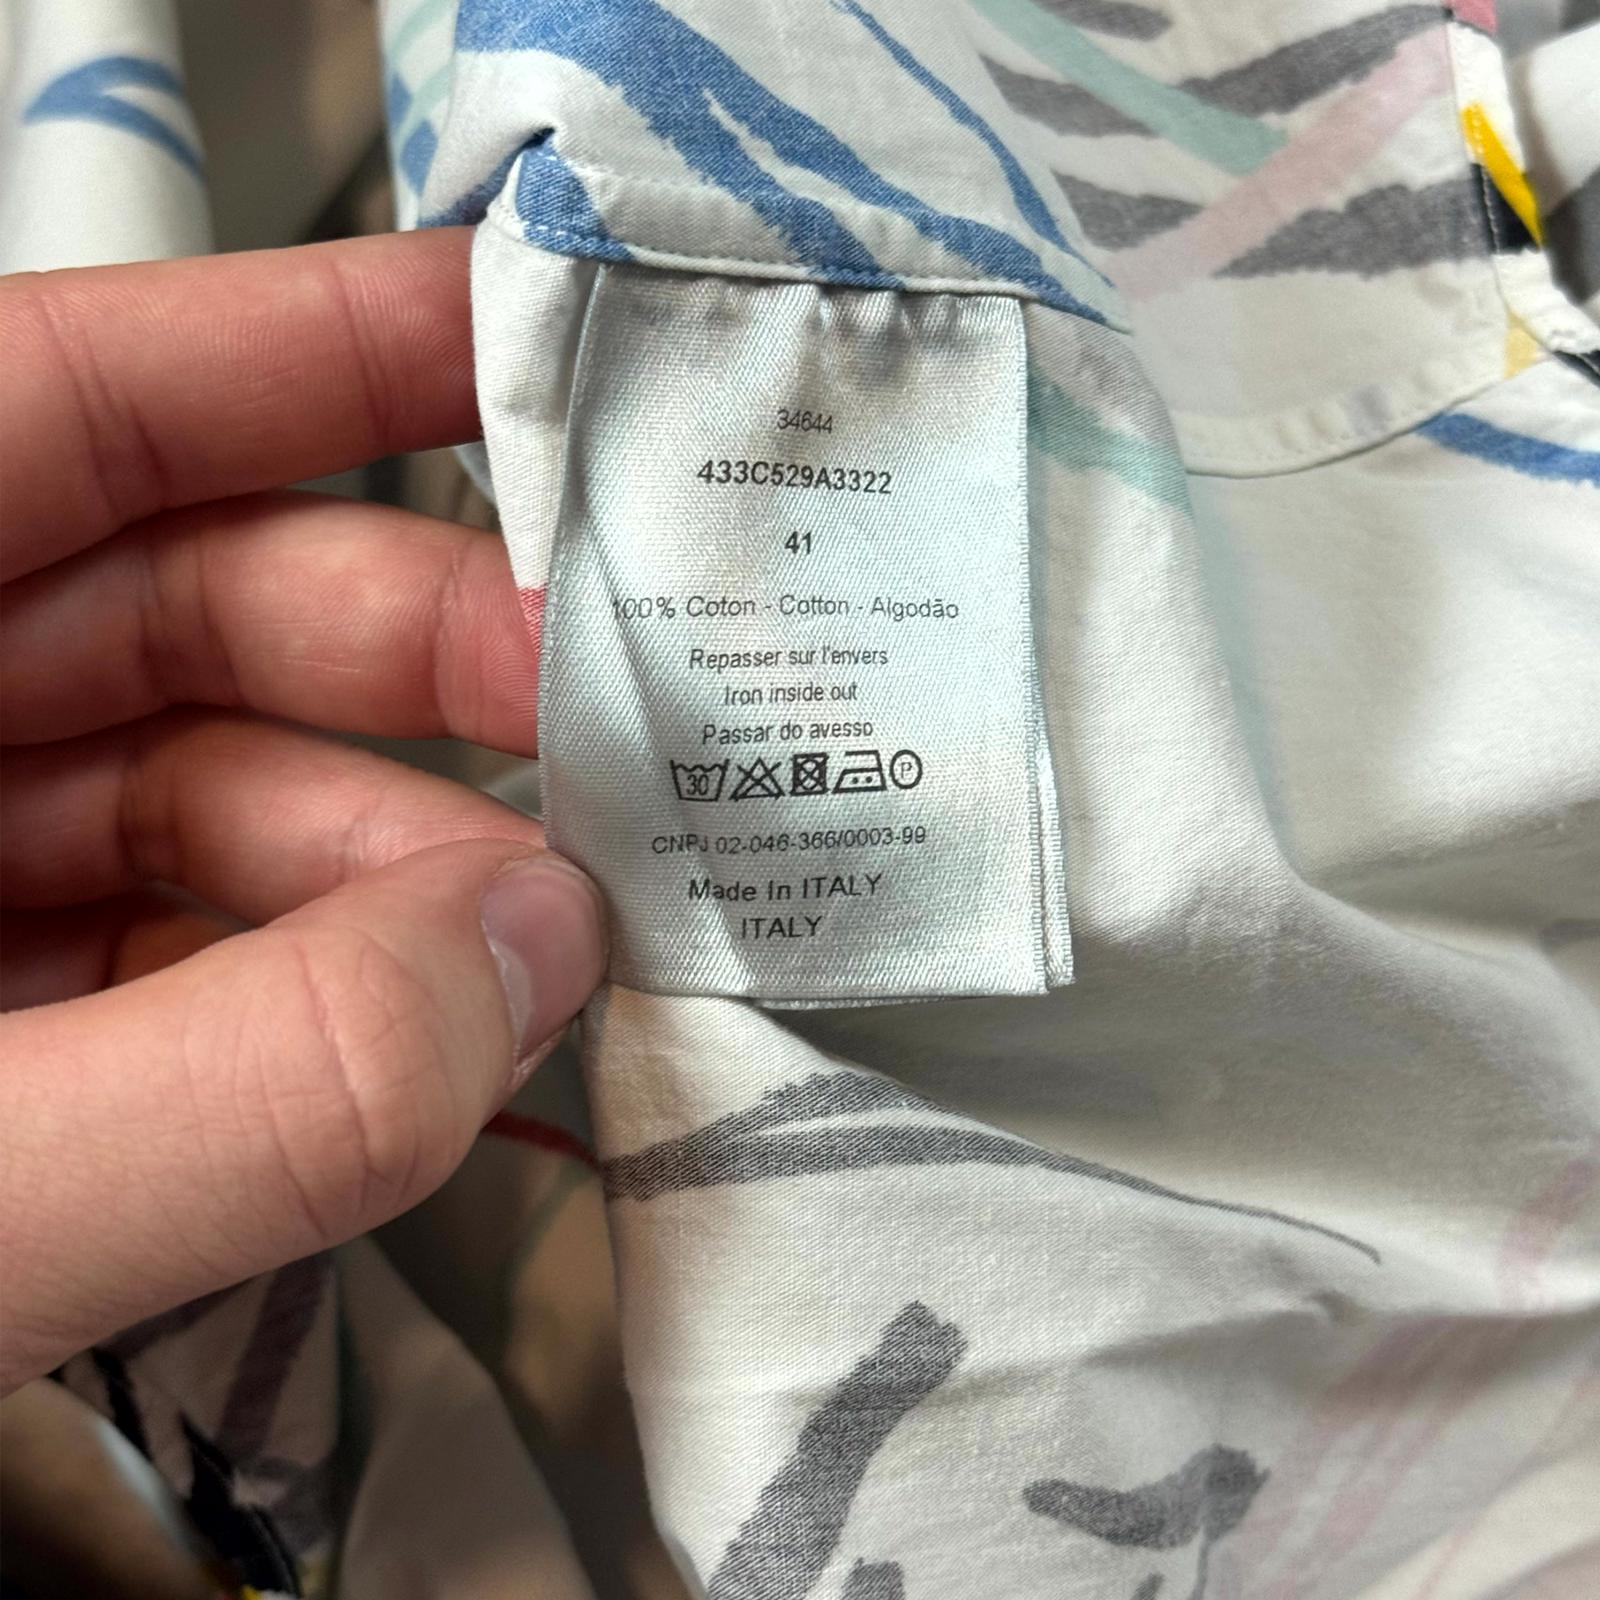 34644
433C529A3322
41
100% Coton - Cotton - Algodão
Repasser sur l'envers
Iron inside out
Passar do avesso
30 P
CNPJ 02-046-366/0003-99
Made In ITALY
ITALY